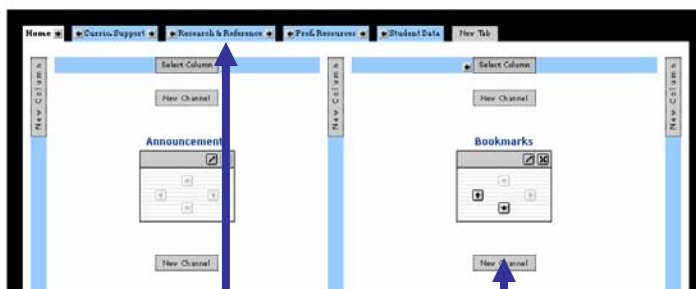 Home Curric. Support Research & Reference Prof. Resources Student Data New Tab
New Column Select Column New Column Select Column New Column
New Channel New Channel
Announcement Bookmarks
New Channel New Channel